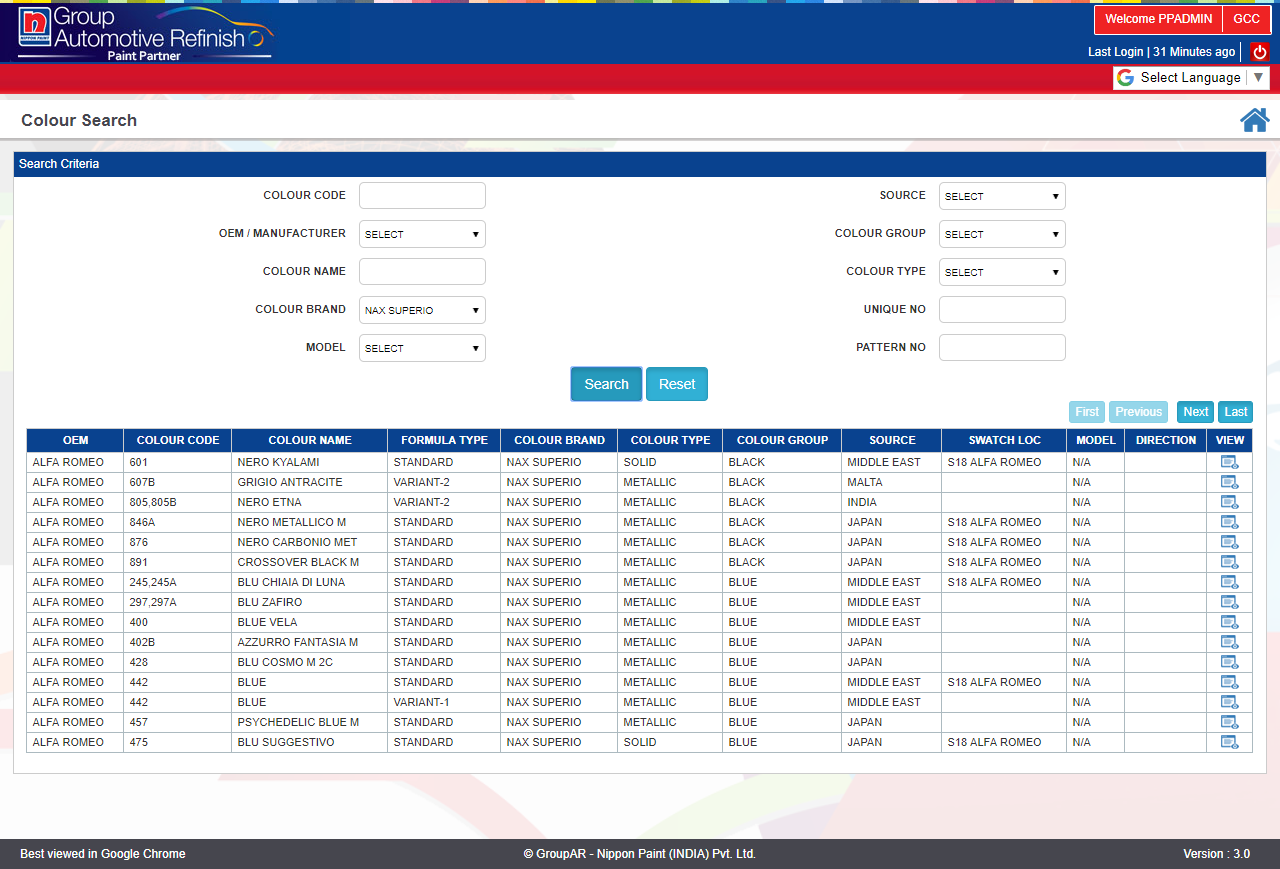 Group
Automotive Refinish
NIPPON PAINT
Paint Partner
Welcome PPADMIN GCC
Last Login | 31 Minutes ago
Select Language ▼
Colour Search
Search Criteria
COLOUR CODE SOURCE SELECT
OEM / MANUFACTURER SELECT COLOUR GROUP SELECT
COLOUR NAME COLOUR TYPE SELECT
COLOUR BRAND NAX SUPERIO UNIQUE NO
MODEL SELECT PATTERN NO
Search Reset
First Previous Next Last
OEM COLOUR CODE COLOUR NAME FORMULA TYPE COLOUR BRAND COLOUR TYPE COLOUR GROUP SOURCE SWATCH LOC MODEL DIRECTION VIEW
ALFA ROMEO 601 NERO KYALAMI STANDARD NAX SUPERIO SOLID BLACK MIDDLE EAST S18 ALFA ROMEO N/A
ALFA ROMEO 607B GRIGIO ANTRACITE VARIANT-2 NAX SUPERIO METALLIC BLACK MALTA N/A
ALFA ROMEO 805,805B NERO ETNA VARIANT-2 NAX SUPERIO METALLIC BLACK INDIA N/A
ALFA ROMEO 846A NERO METALLICO M STANDARD NAX SUPERIO METALLIC BLACK JAPAN S18 ALFA ROMEO N/A
ALFA ROMEO 876 NERO CARBONIO MET STANDARD NAX SUPERIO METALLIC BLACK JAPAN S18 ALFA ROMEO N/A
ALFA ROMEO 891 CROSSOVER BLACK M STANDARD NAX SUPERIO METALLIC BLACK JAPAN S18 ALFA ROMEO N/A
ALFA ROMEO 245,245A BLU CHIAIA DI LUNA STANDARD NAX SUPERIO METALLIC BLUE MIDDLE EAST S18 ALFA ROMEO N/A
ALFA ROMEO 297,297A BLU ZAFIRO STANDARD NAX SUPERIO METALLIC BLUE MIDDLE EAST N/A
ALFA ROMEO 400 BLUE VELA STANDARD NAX SUPERIO METALLIC BLUE MIDDLE EAST N/A
ALFA ROMEO 402B AZZURRO FANTASIA M STANDARD NAX SUPERIO METALLIC BLUE JAPAN N/A
ALFA ROMEO 428 BLU COSMO M 2C STANDARD NAX SUPERIO METALLIC BLUE JAPAN N/A
ALFA ROMEO 442 BLUE STANDARD NAX SUPERIO METALLIC BLUE MIDDLE EAST S18 ALFA ROMEO N/A
ALFA ROMEO 442 BLUE VARIANT-1 NAX SUPERIO METALLIC BLUE MIDDLE EAST N/A
ALFA ROMEO 457 PSYCHEDELIC BLUE M STANDARD NAX SUPERIO METALLIC BLUE JAPAN N/A
ALFA ROMEO 475 BLU SUGGESTIVO STANDARD NAX SUPERIO SOLID BLUE JAPAN S18 ALFA ROMEO N/A
Best viewed in Google Chrome © GroupAR - Nippon Paint (INDIA) Pvt. Ltd. Version : 3.0